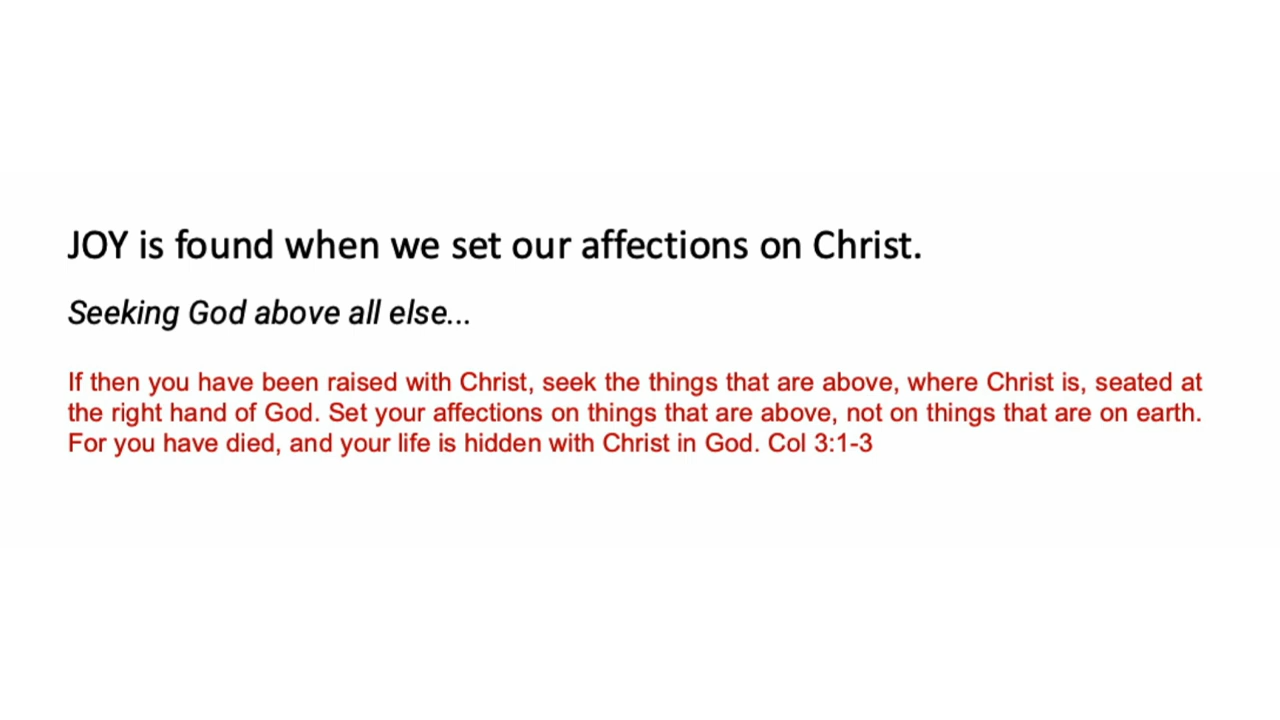 JOY is found when we set our affections on Christ.
Seeking God above all else...
If then you have been raised with Christ, seek the things that are above, where Christ is, seated at
the right hand of God. Set your affections on things that are above, not on things that are on earth.
For you have died, and your life is hidden with Christ in God. Col 3:1-3